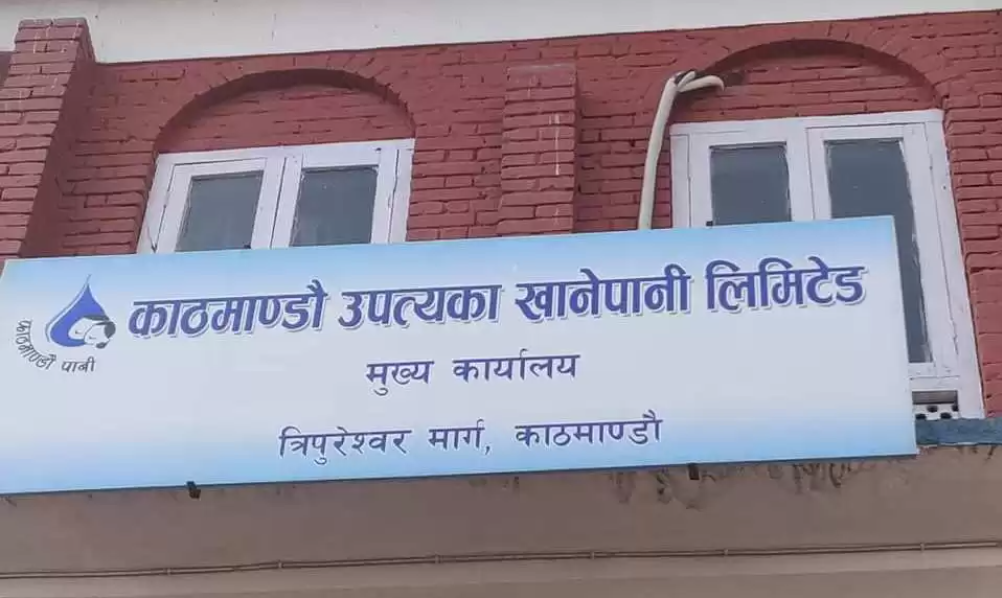 काठमाण्डौ उपत्यका खानेपानी लिमिटेड
काठमाण्डौ पानी
मुख्य कार्यालय
त्रिपुरेश्वर मार्ग, काठमाण्डौ